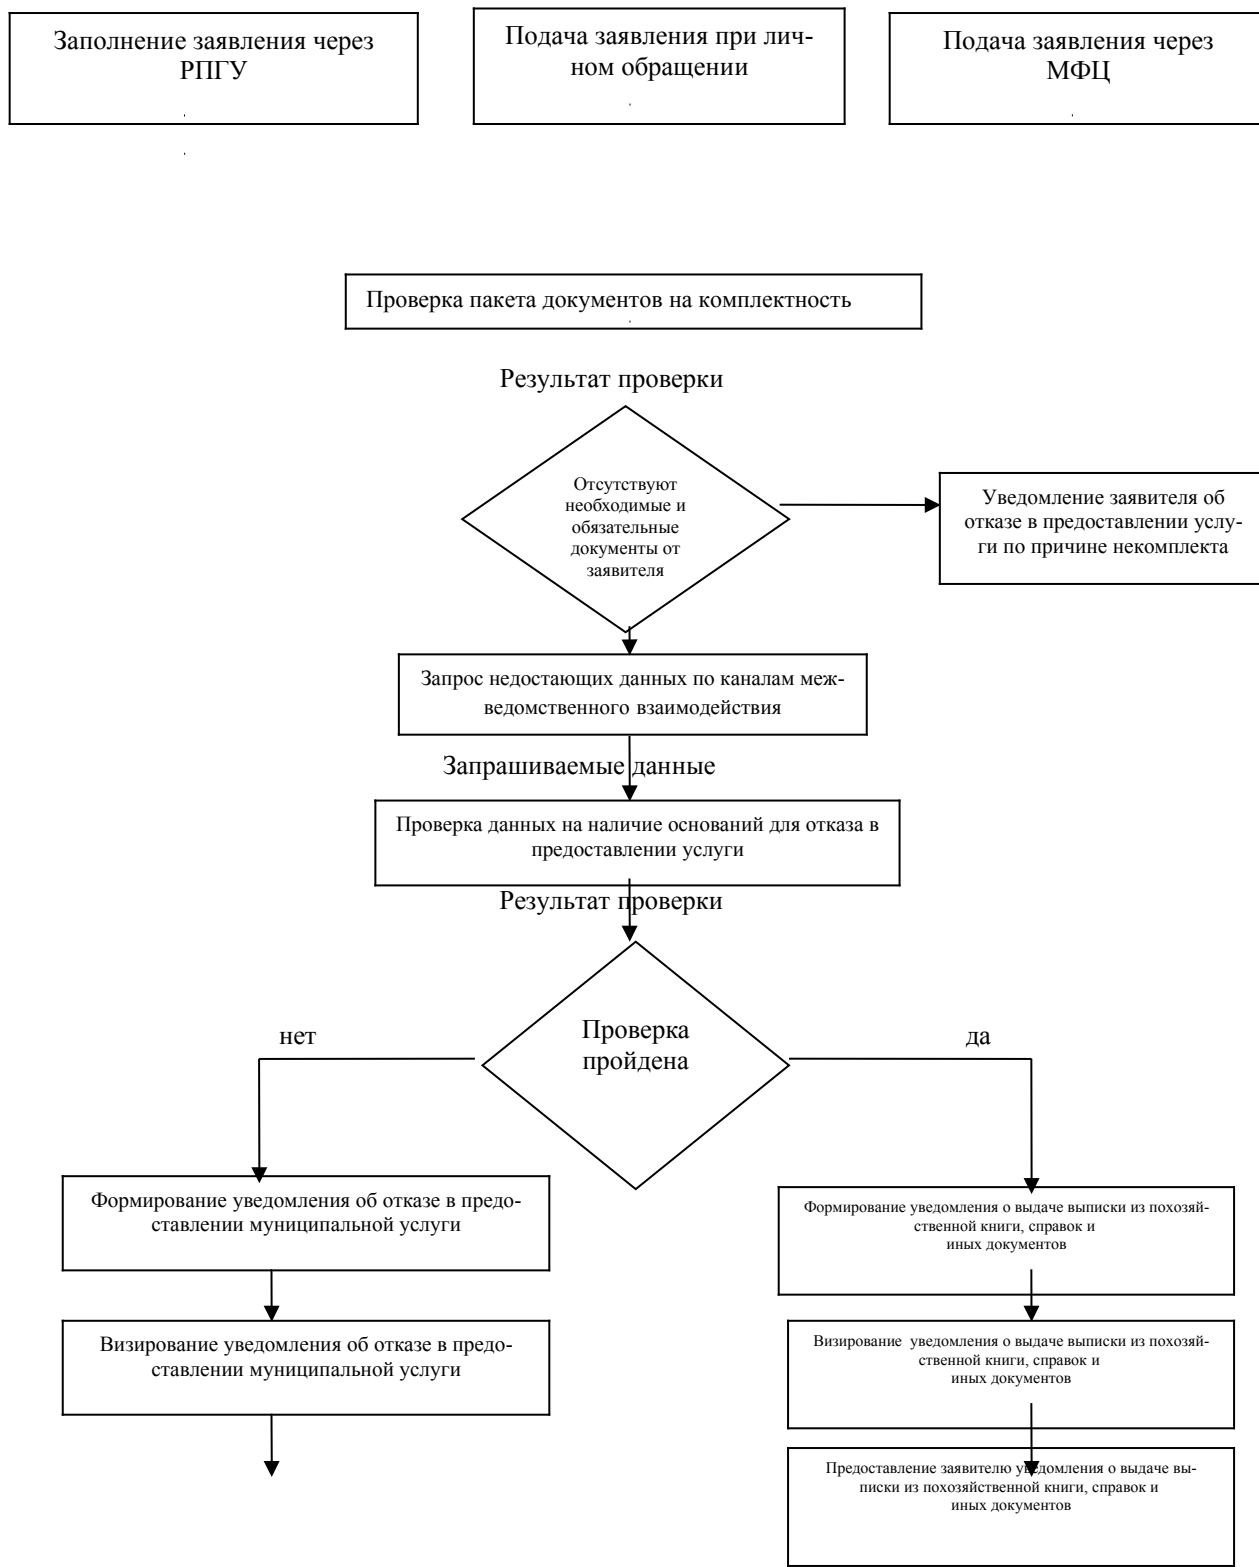 Заполнение заявления через
РПГУ
Подача заявления при лич-
ном обращении
Подача заявления через
МФЦ
Проверка пакета документов на комплектность
Результат проверки
Отсутствуют
необходимые и
обязательные
документы от
заявителя
Уведомление заявителя об
отказе в предоставлении услу-
ги по причине некомплекта
Запрос недостающих данных по каналам меж-
ведомственного взаимодействия
Запрашиваемые данные
Проверка данных на наличие оснований для отказа в
предоставлении услуги
Результат проверки
нет
Проверка
пройдена
да
Формирование уведомления об отказе в предо-
ставлении муниципальной услуги
Формирование уведомления о выдаче выписки из похозяй-
ственной книги, справок и
иных документов
Визирование уведомления об отказе в предо-
ставлении муниципальной услуги
Визирование  уведомления о выдаче выписки из похозяй-
ственной книги, справок и
иных документов
Предоставление заявителю уведомления о выдаче вы-
писки из похозяйственной книги, справок и
иных документов